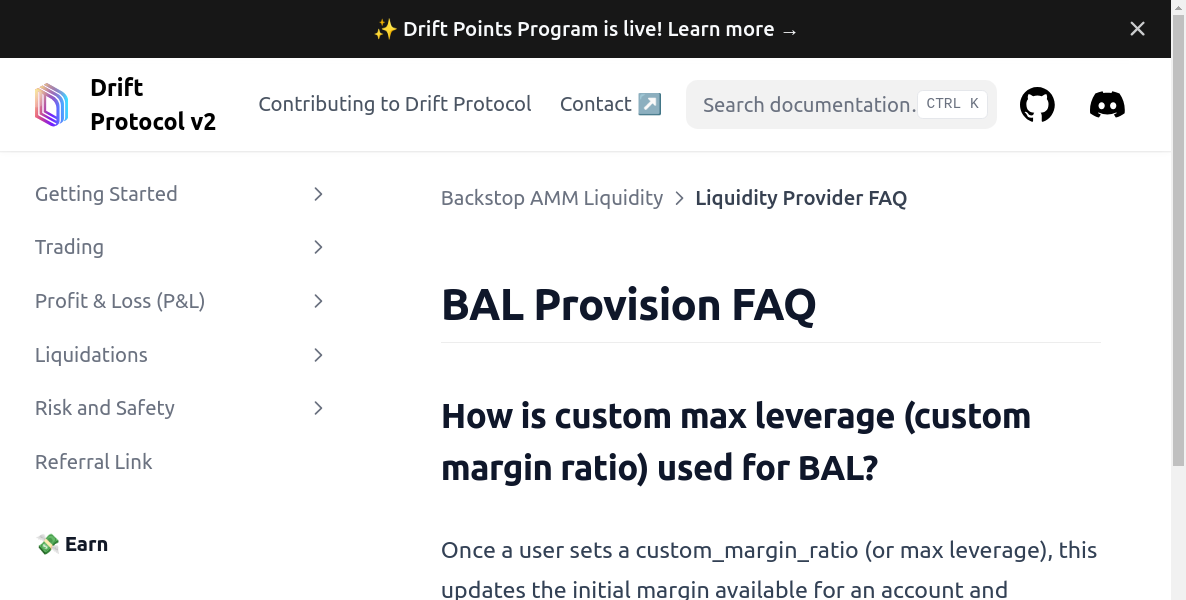 ✨ Drift Points Program is live! Learn more →
Drift
Protocol v2
Contributing to Drift Protocol
Contact ↗️
Search documentation.
CTRL K
Getting Started
Trading
Profit & Loss (P&L)
Liquidations
Risk and Safety
Referral Link
💸 Earn
Backstop AMM Liquidity > Liquidity Provider FAQ
BAL Provision FAQ
How is custom max leverage (custom
margin ratio) used for BAL?
Once a user sets a custom_margin_ratio (or max leverage), this
updates the initial margin available for an account and